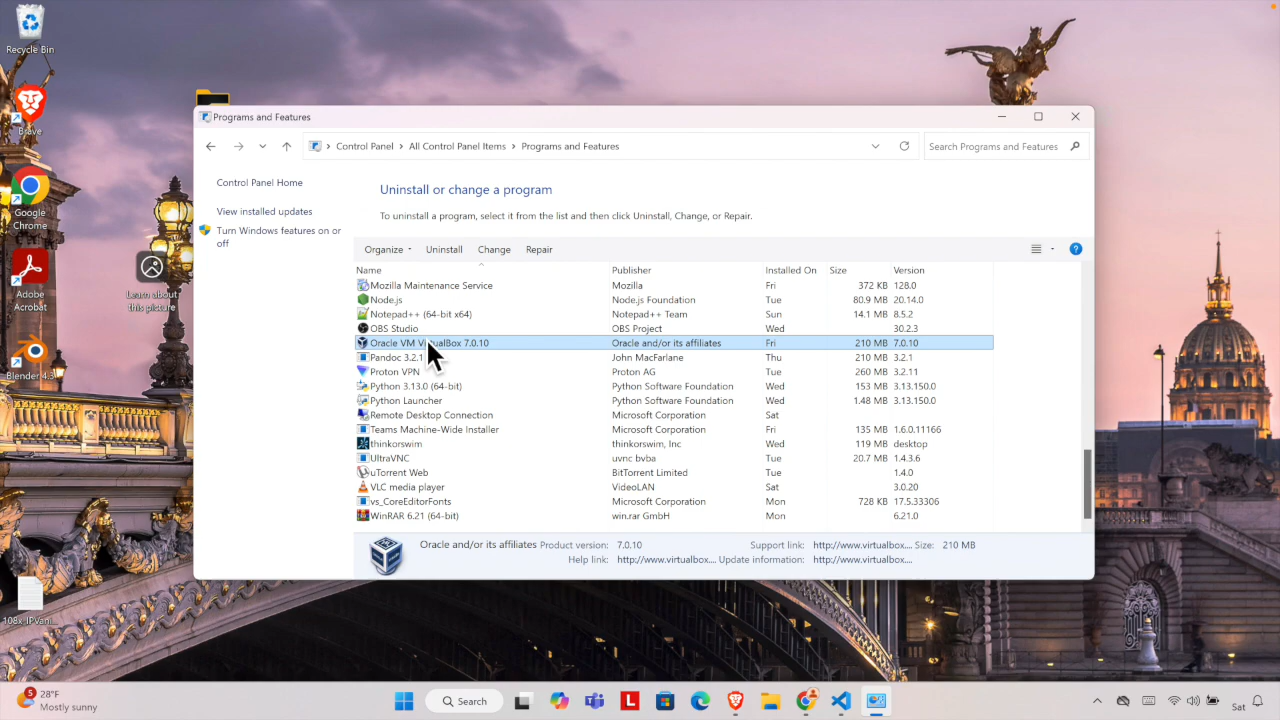 Recycle Bin
Brave
Google
Chrome
Adobe
Acrobat
Blender 4.3
108x_IPVani...
Learn about
this picture
Programs and Features
Control Panel > All Control Panel Items > Programs and Features
Search Programs and Features
Control Panel Home
View installed updates
Turn Windows features on or
off
Uninstall or change a program
To uninstall a program, select it from the list and then click Uninstall, Change, or Repair.
Organize Uninstall Change Repair
Name Publisher Installed On Size Version
Mozilla Maintenance Service Mozilla Fri 372 KB 128.0
Node.js Node.js Foundation Tue 80.9 MB 20.14.0
Notepad++ (64-bit x64) Notepad++ Team Sun 14.1 MB 8.5.2
OBS Studio OBS Project Wed 30.2.3
Oracle VM VirtualBox 7.0.10 Oracle and/or its affiliates Fri 210 MB 7.0.10
Pandoc 3.2.1 John MacFarlane Thu 3.2.1
Proton VPN Proton AG Tue 260 MB 3.2.11
Python 3.13.0 (64-bit) Python Software Foundation Wed 153 MB 3.13.150.0
Python Launcher Python Software Foundation Wed 1.48 MB 3.13.150.0
Remote Desktop Connection Microsoft Corporation Sat
Teams Machine-Wide Installer Microsoft Corporation Fri 135 MB 1.6.0.11166
thinkorswim thinkorswim, Inc Wed 119 MB desktop
UltraVNC uvnc bvba Tue 20.7 MB 1.4.3.6
uTorrent Web BitTorrent Limited Tue 1.4.0
VLC media player VideoLAN Sat 3.0.20
vs_CoreEditorFonts Microsoft Corporation Mon 728 KB 17.5.33306
WinRAR 6.21 (64-bit) win.rar GmbH Mon 6.21.0
Oracle and/or its affiliates Product version: 7.0.10 Support link: http://www.virtualbox.... Size: 210 MB
Help link: http://www.virtualbox.... Update information: http://www.virtualbox....
5
28°F
Mostly sunny
Search
L
Sat